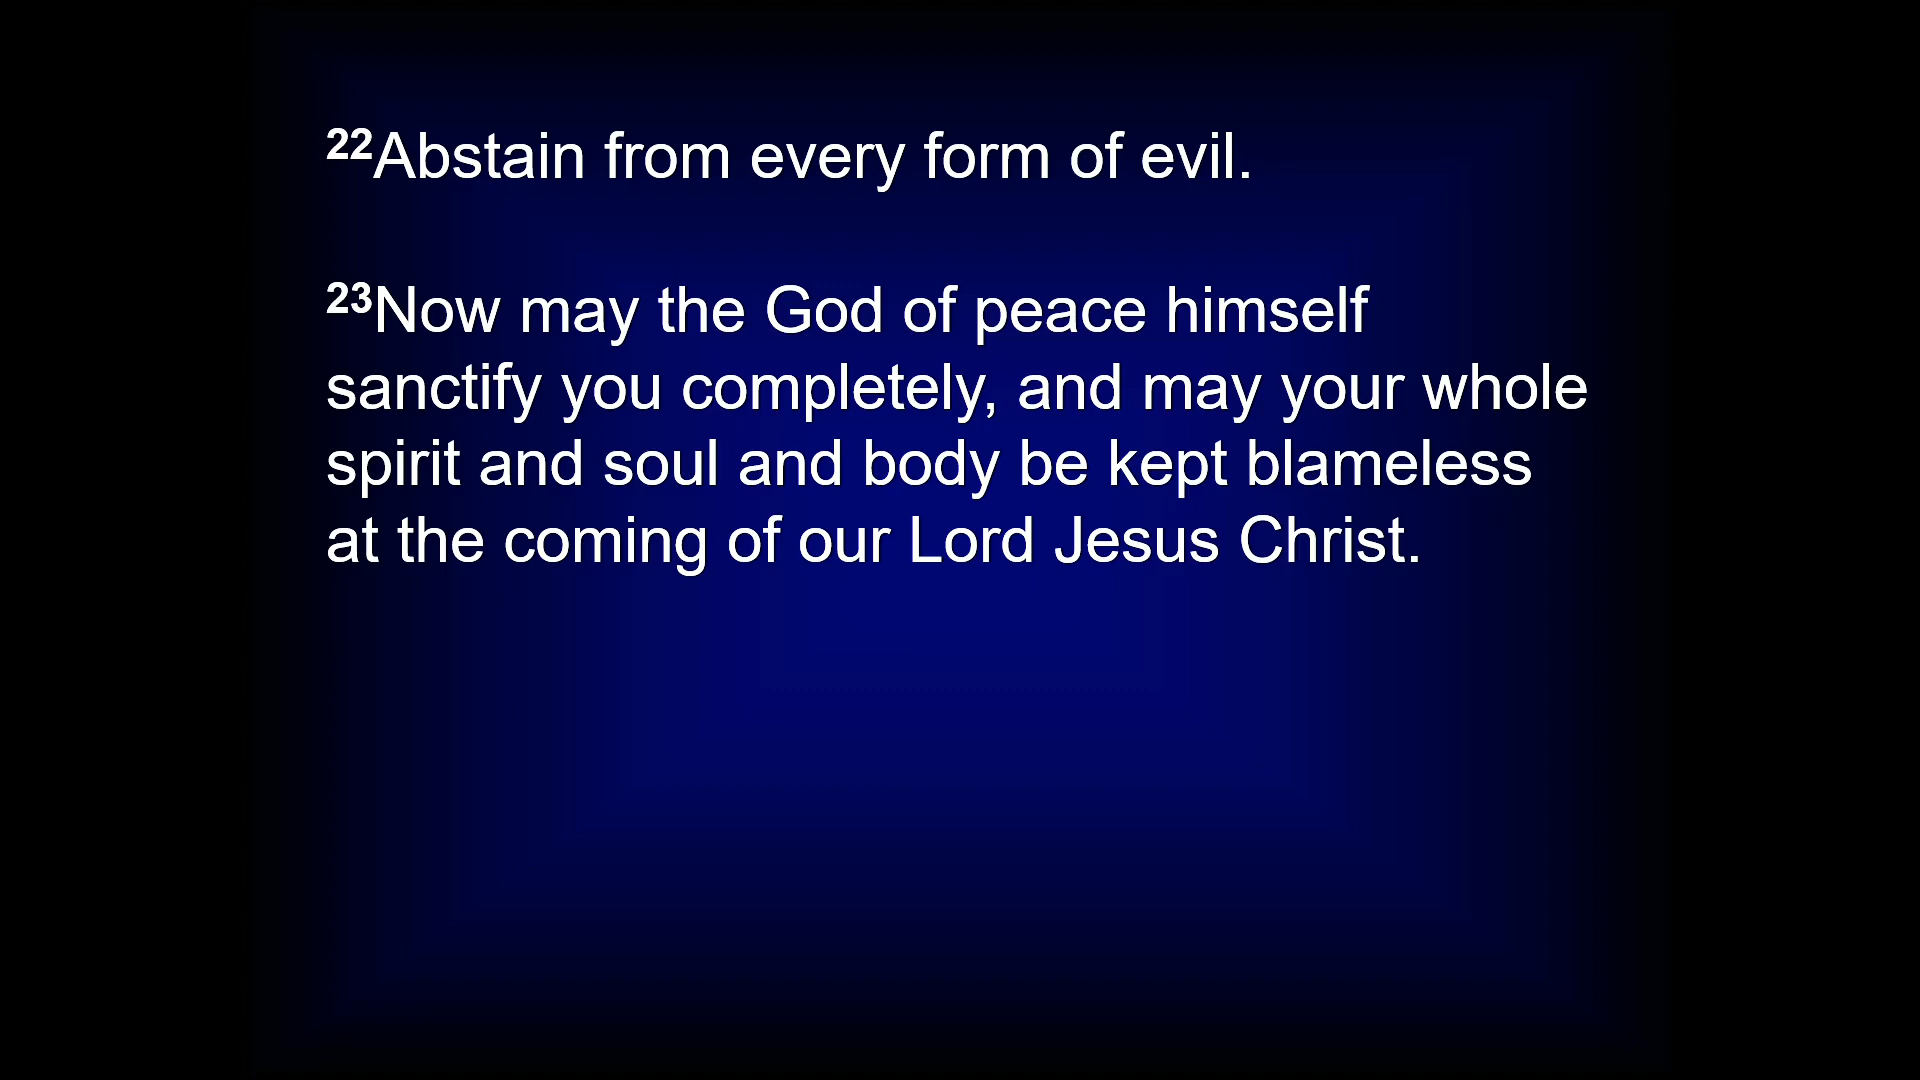 22Abstain from every form of evil.
23Now may the God of peace himself
sanctify you completely, and may your whole
spirit and soul and body be kept blameless
at the coming of our Lord Jesus Christ.